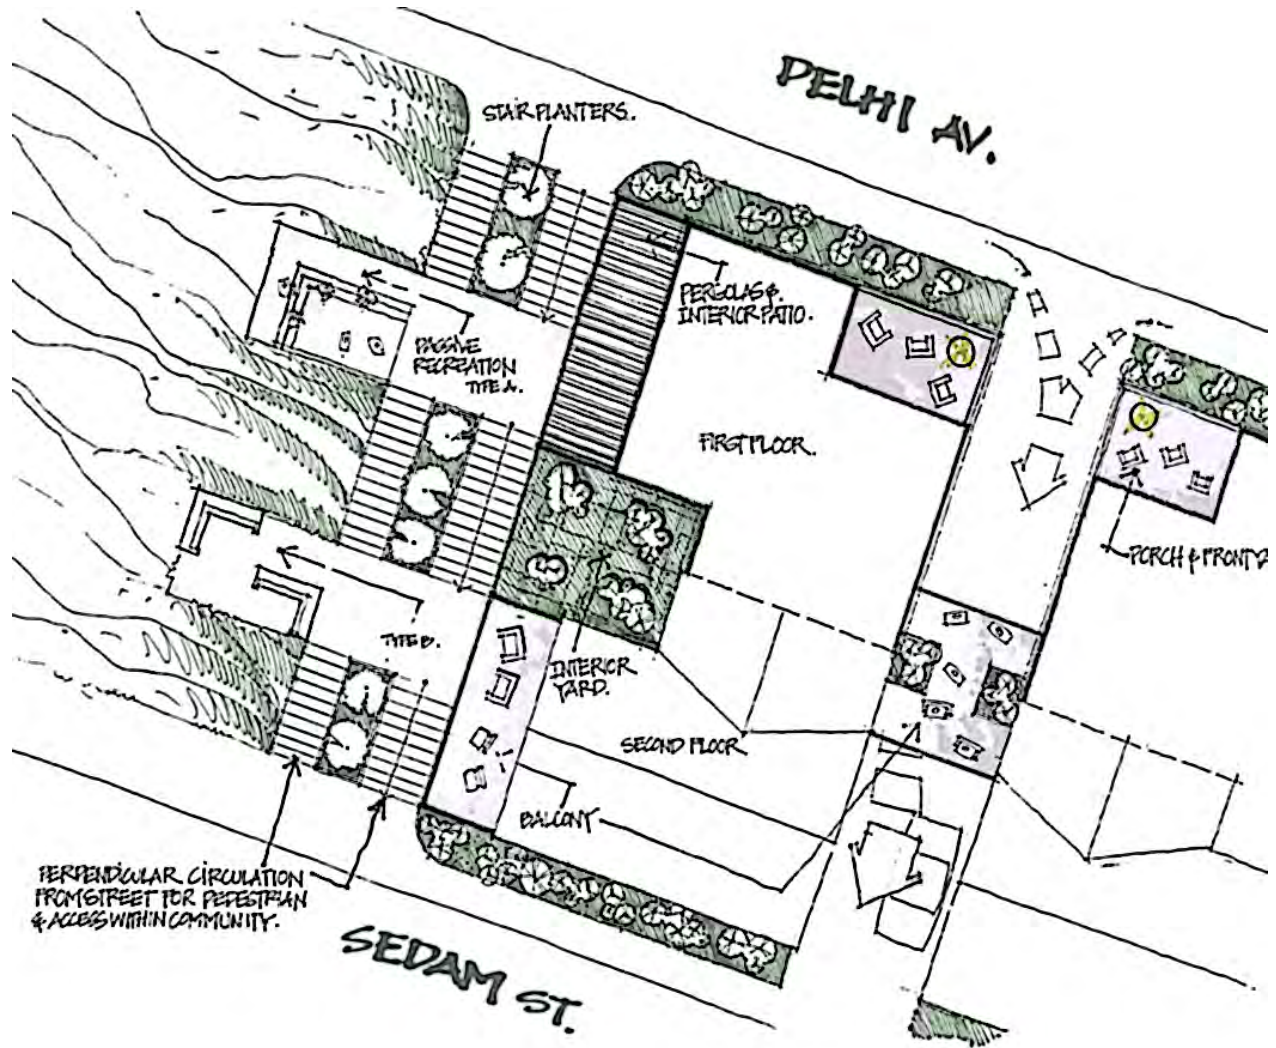 DELHI AV.
STAIR PLANTERS.
PERGOLAS &
INTERIOR PATIO.
PASSIVE
RECREATION
TYPE A.
FIRST FLOOR.
PORCH & FRONT
TYPE B.
INTERIOR
YARD.
SECOND FLOOR
BALCONY
PERPENDICULAR CIRCULATION
FROM STREET FOR PEDESTRIAN
& ACCESS WITHIN COMMUNITY.
SEDAM ST.